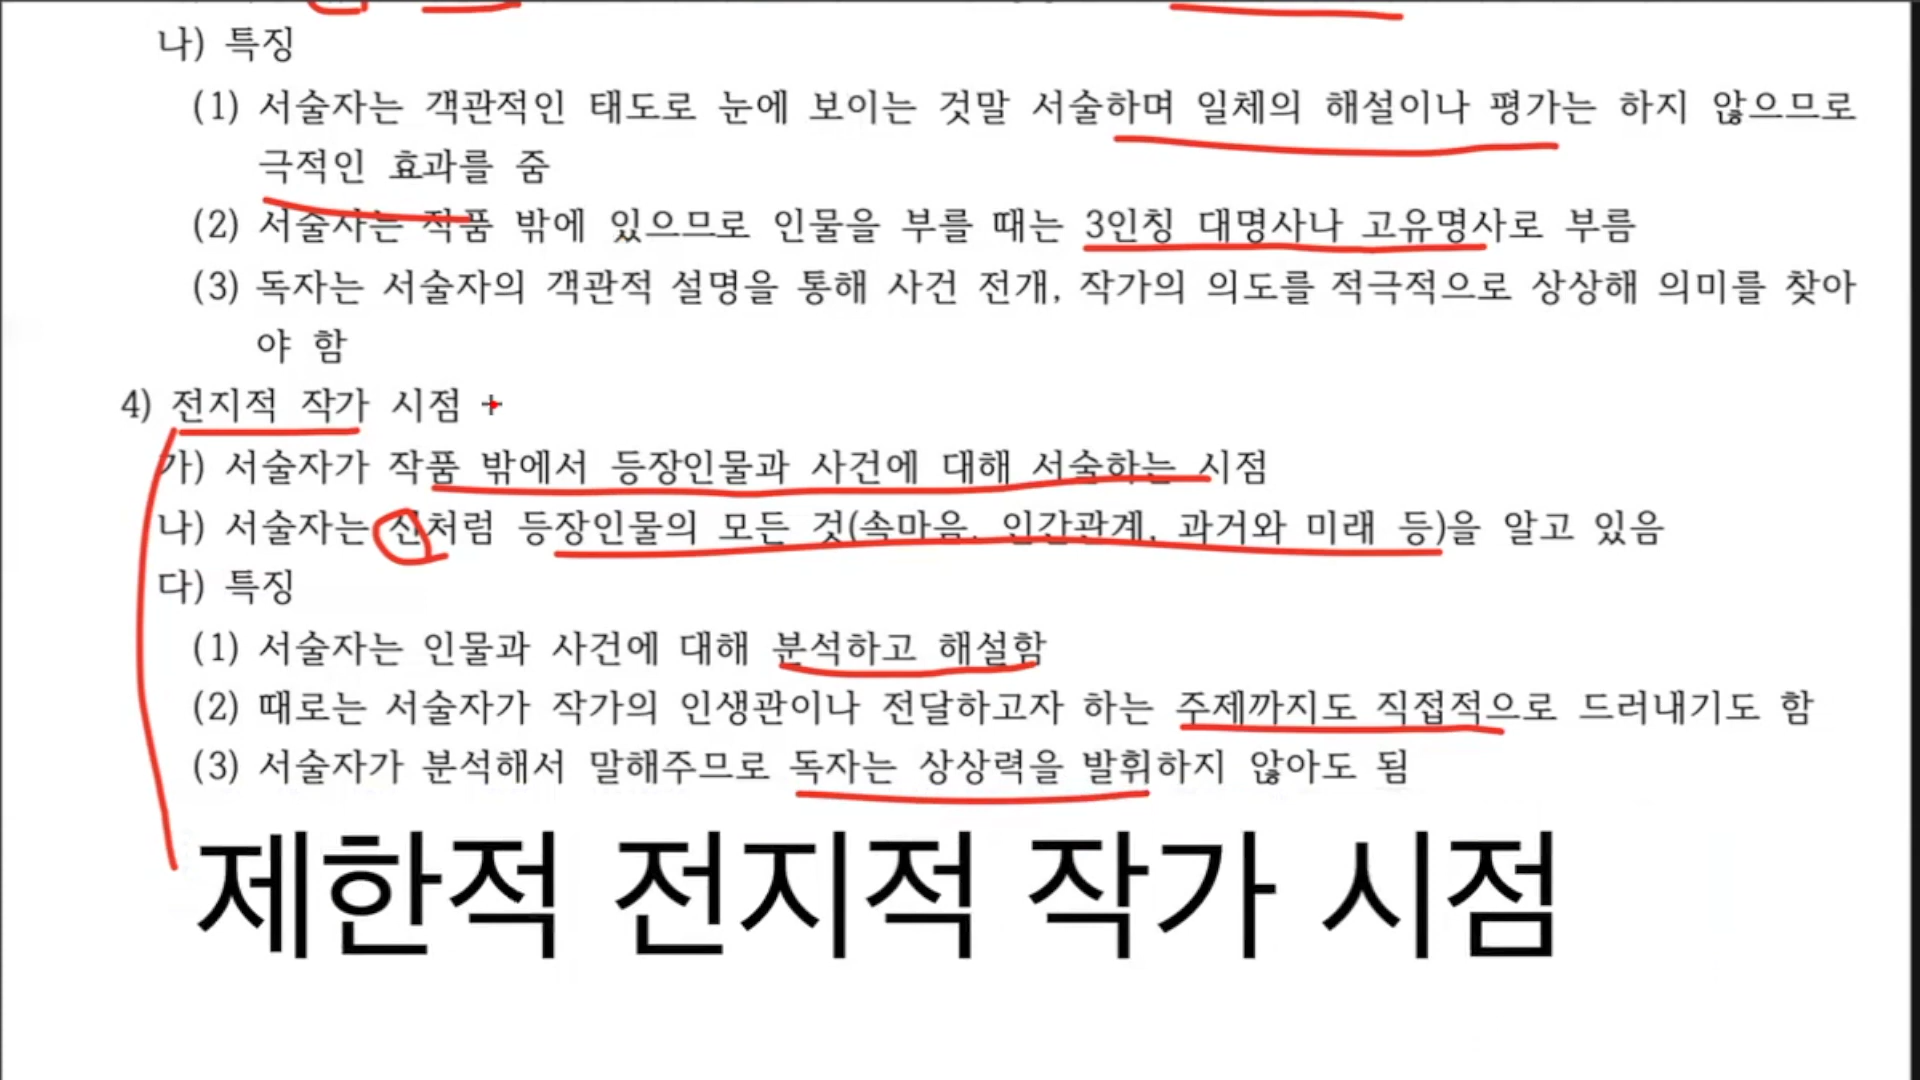 나) 특징
(1) 서술자는 객관적인 태도로 눈에 보이는 것말 서술하며 일체의 해설이나 평가는 하지 않으므로
극적인 효과를 줌
(2) 서술자는 작품 밖에 있으므로 인물을 부를 때는 3인칭 대명사나 고유명사로 부름
(3) 독자는 서술자의 객관적 설명을 통해 사건 전개, 작가의 의도를 적극적으로 상상해 의미를 찾아
야 함
4) 전지적 작가 시점
가) 서술자가 작품 밖에서 등장인물과 사건에 대해 서술하는 시점
나) 서술자는 신처럼 등장인물의 모든 것(속마음, 인간관계, 과거와 미래 등)을 알고 있음
다) 특징
(1) 서술자는 인물과 사건에 대해 분석하고 해설함
(2) 때로는 서술자가 작가의 인생관이나 전달하고자 하는 주제까지도 직접적으로 드러내기도 함
(3) 서술자가 분석해서 말해주므로 독자는 상상력을 발휘하지 않아도 됨
제한적 전지적 작가 시점